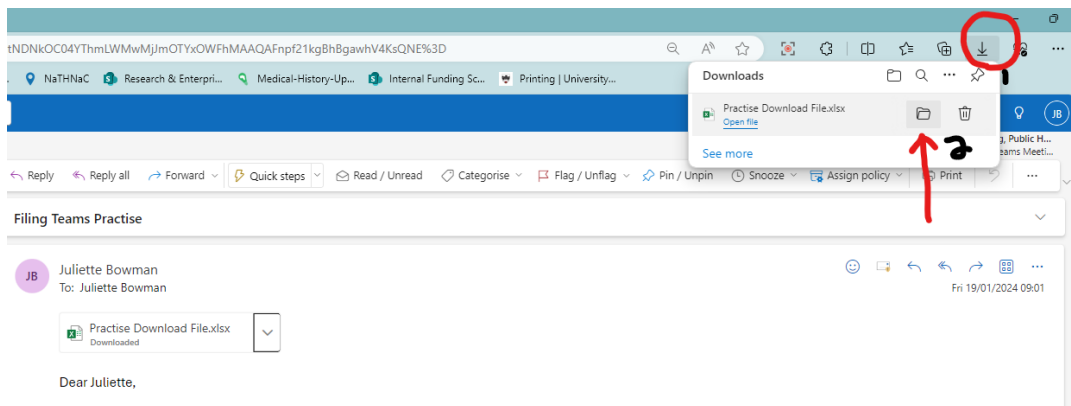 tNDNkOC04YThmLWMwMjJmOTYxOWFhMAAQAFnpf21kgBhBgawhV4KsQNE%3D
NaTHNaC Research & Enterpri... Medical-History-Up... Internal Funding Sc... Printing | University...
Downloads
1
Practise Download File.xlsx
Open file
2
See more
JB
g, Public H...
eams Meeti...
Reply Reply all Forward Quick steps Read / Unread Categorise Flag / Unflag Pin / Unpin Snooze Assign policy Print
Filing Teams Practise
JB
Juliette Bowman
To: Juliette Bowman
Fri 19/01/2024 09:01
Practise Download File.xlsx
Downloaded
Dear Juliette,